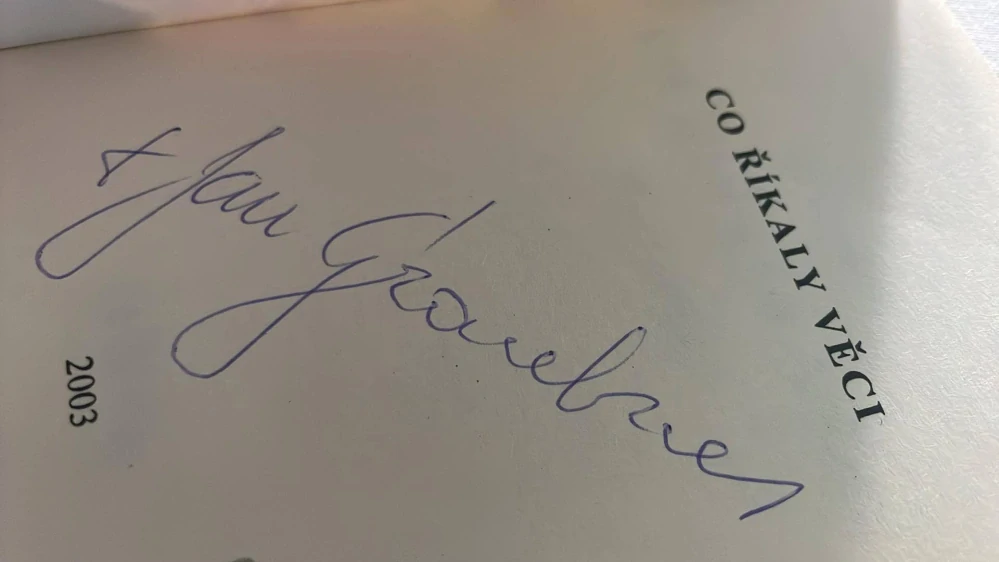 CO ŘÍKALY VĚCI
+ Jan Graubner
2003